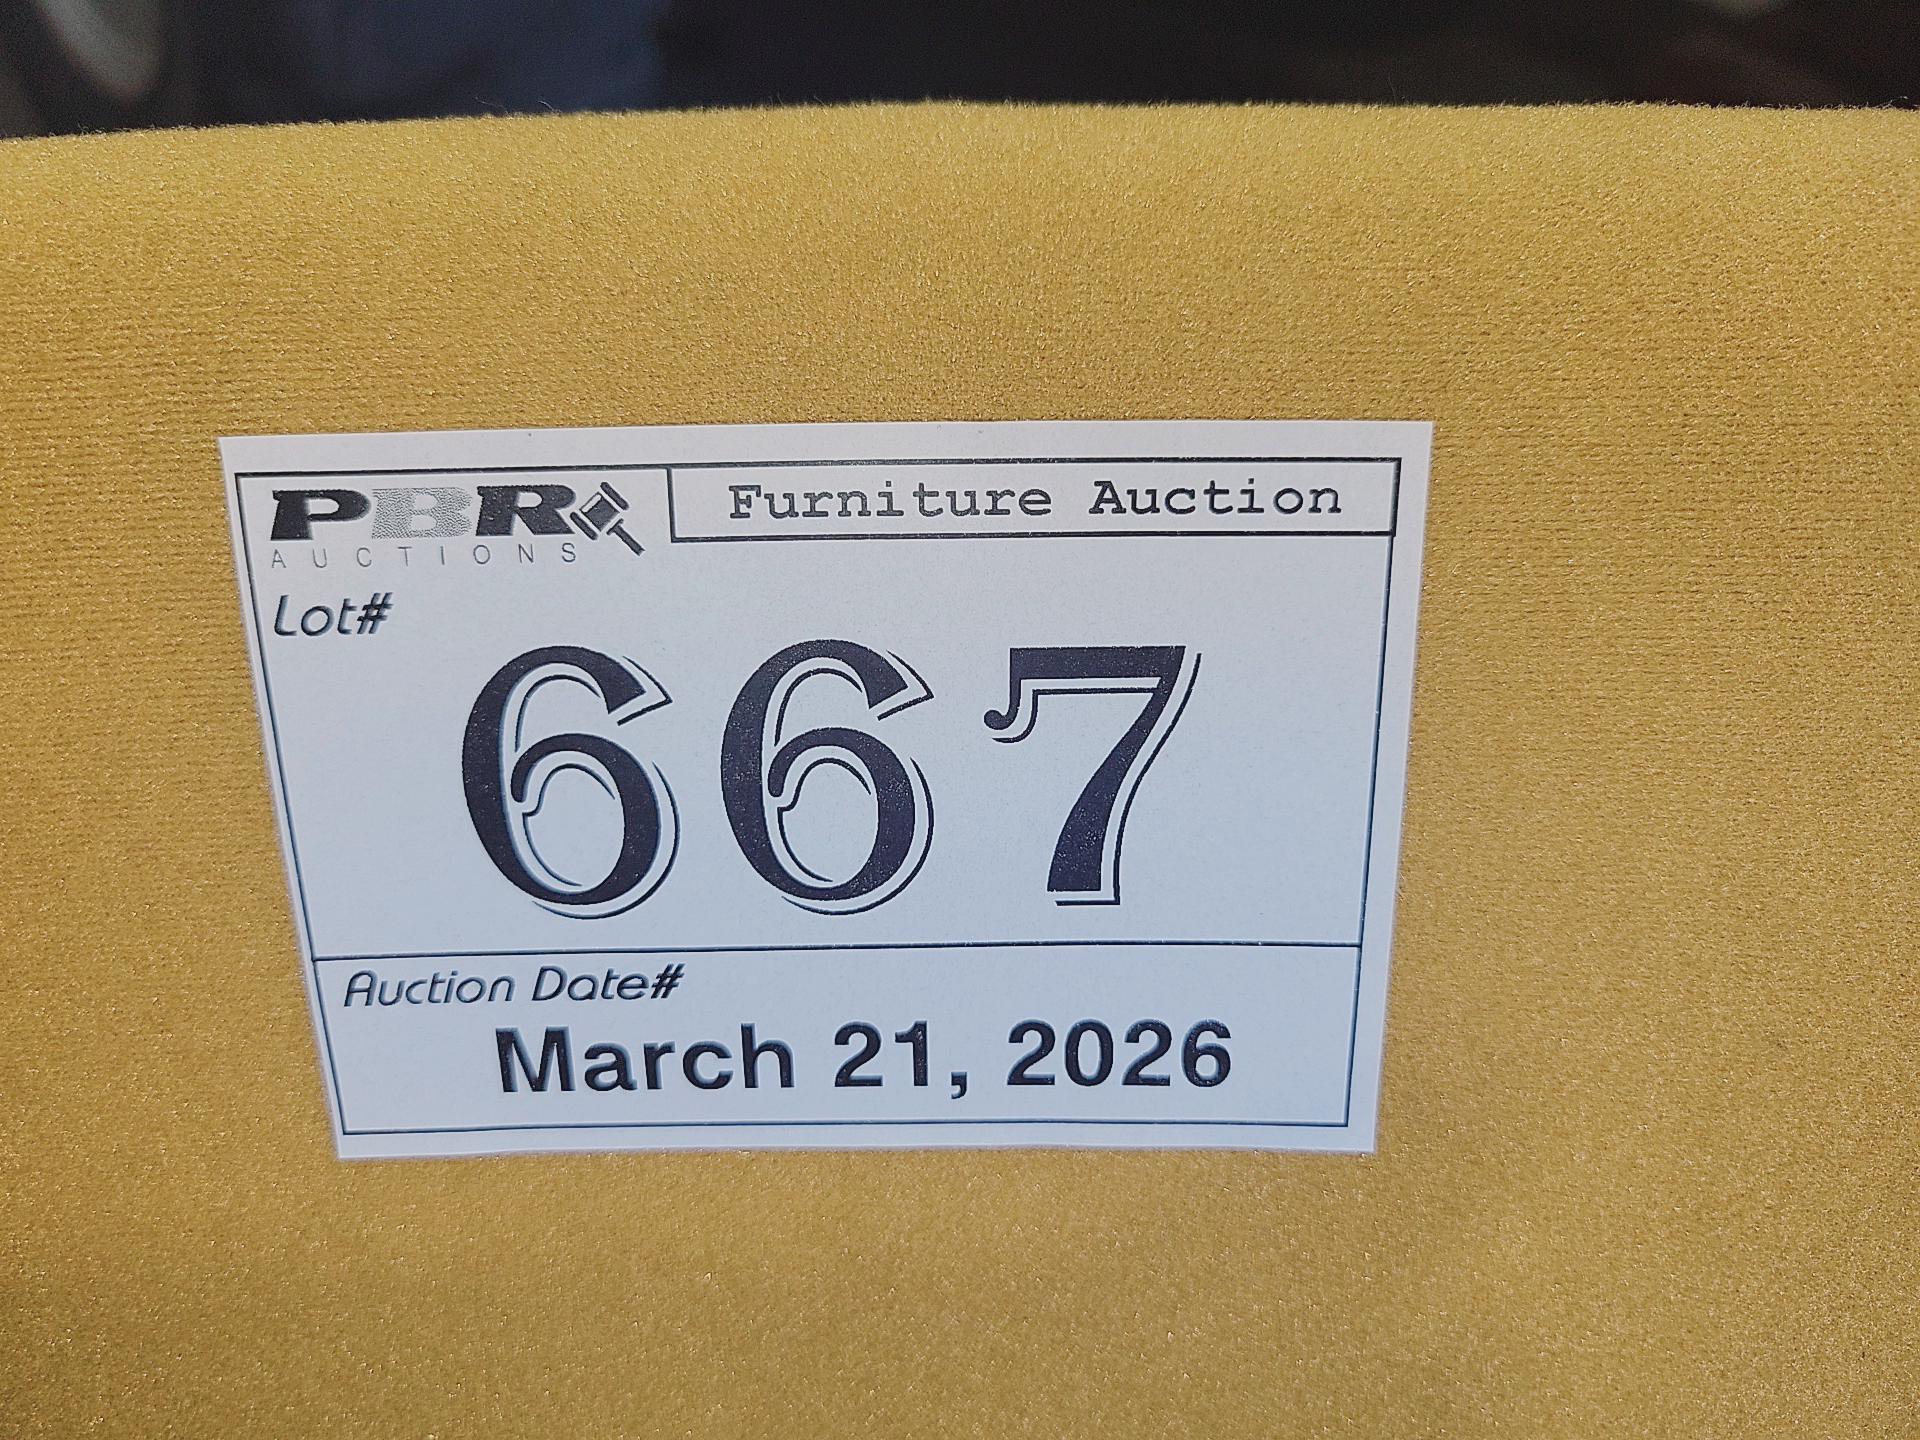 PBR
AUCTIONS
Furniture Auction
Lot#
667
Auction Date#
March 21, 2026